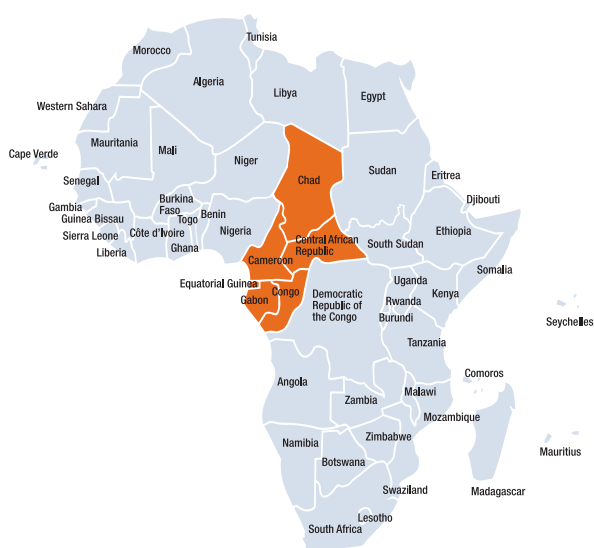 Tunisia
Morocco
Algeria
Libya
Egypt
Western Sahara
Mauritania
Mali
Niger
Chad
Sudan
Eritrea
Cape Verde
Senegal
Djibouti
Gambia
Guinea Bissau
Burkina
Faso
Benin
Togo
Nigeria
Côte d'Ivoire
Ghana
Sierra Leone
Liberia
Central African
Republic
South Sudan
Ethiopia
Cameroon
Somalia
Equatorial Guinea
Gabon
Congo
Democratic
Republic of
the Congo
Uganda
Kenya
Rwanda
Burundi
Seychelles
Tanzania
Comoros
Angola
Malawi
Zambia
Mozambique
Zimbabwe
Namibia
Botswana
Mauritius
Swaziland
Madagascar
Lesotho
South Africa